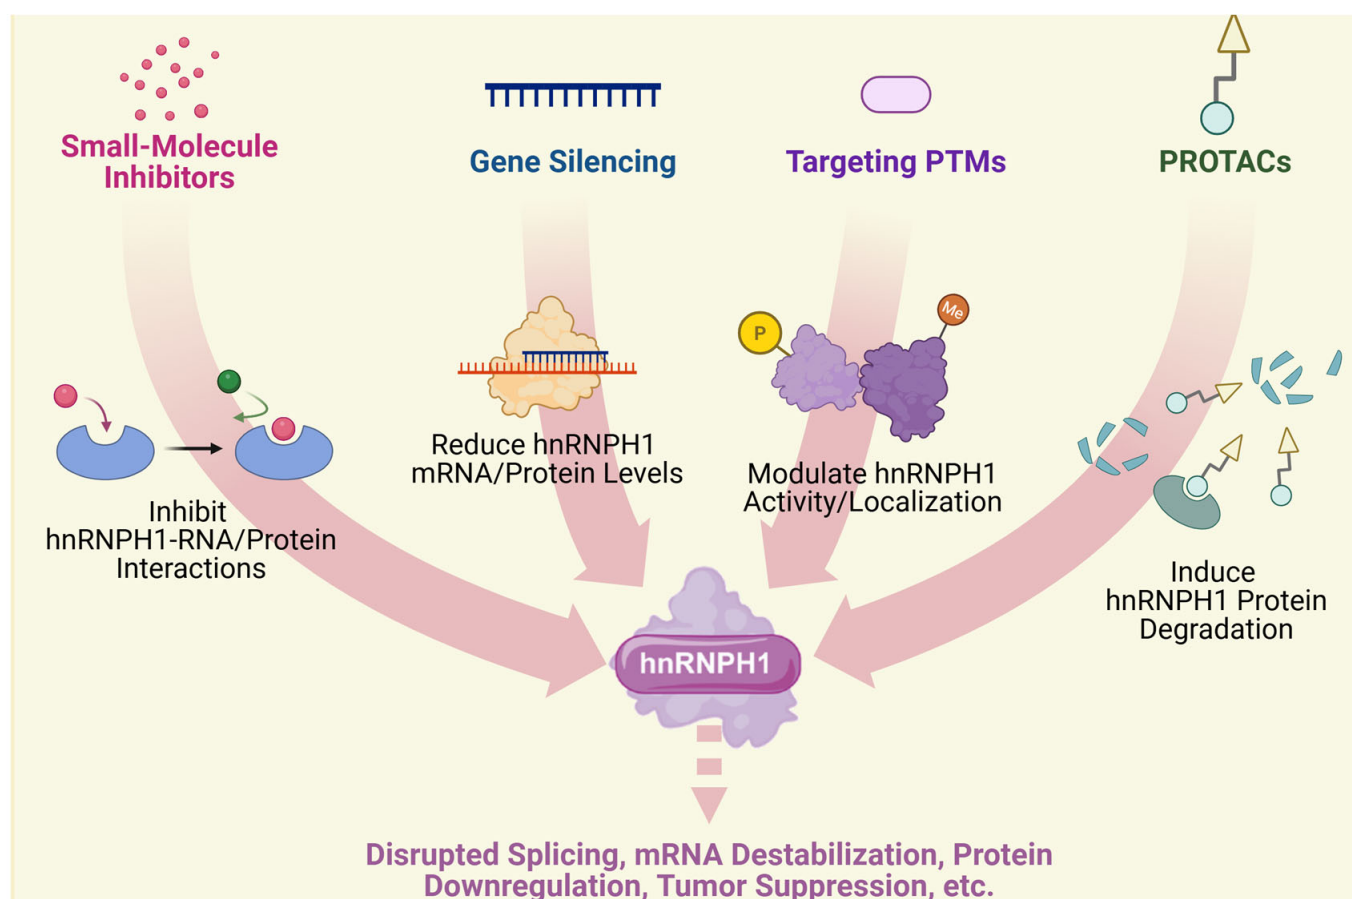 Small-Molecule
Inhibitors
Gene Silencing
Targeting PTMs
PROTACs
P
Me
Reduce hnRNPH1
mRNA/Protein Levels
Modulate hnRNPH1
Activity/Localization
Inhibit
hnRNPH1-RNA/Protein
Interactions
Induce
hnRNPH1 Protein
Degradation
hnRNPH1
Disrupted Splicing, mRNA Destabilization, Protein
Downregulation, Tumor Suppression, etc.